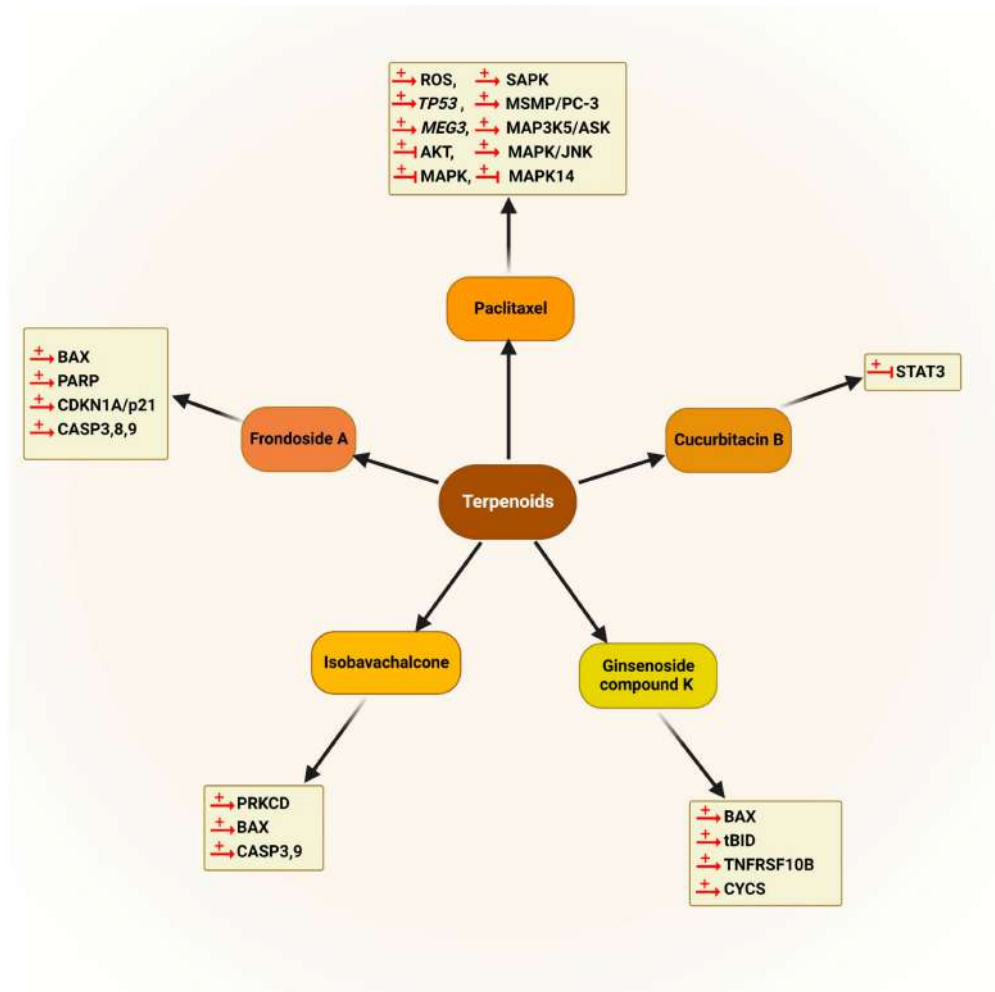 + ROS, + SAPK
+ TP53 , + MSMP/PC-3
+ MEG3, + MAP3K5/ASK
+ AKT, + MAPK/JNK
+ MAPK, + MAPK14
Paclitaxel
+ BAX
+ PARP
+ CDKN1A/p21
+ CASP3,8,9
+ STAT3
Frondoside A
Cucurbitacin B
Terpenoids
Isobavachalcone
Ginsenoside
compound K
+ PRKCD
+ BAX
+ CASP3,9
+ BAX
+ tBID
+ TNFRSF10B
+ CYCS